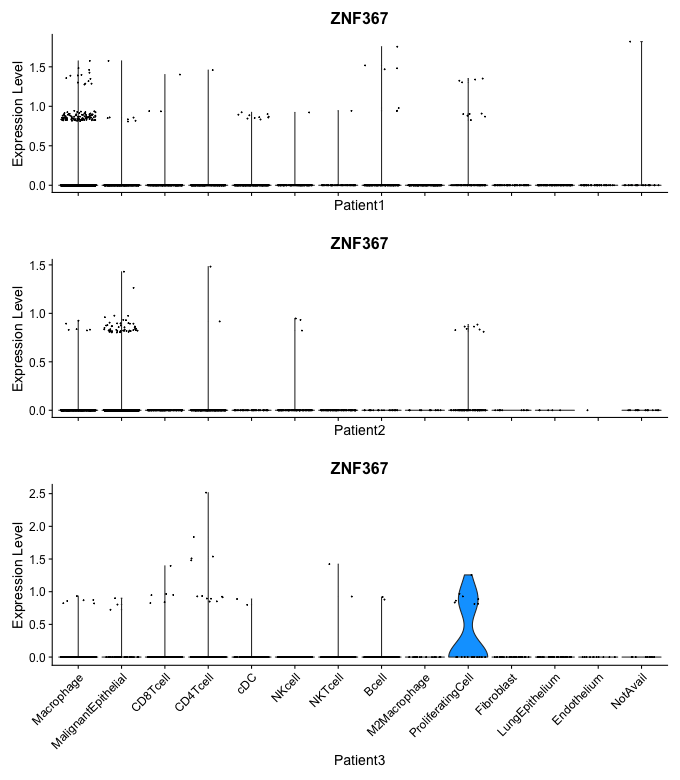 ZNF367
Expression Level
1.5
1.0
0.5
0.0
Patient1
ZNF367
Expression Level
1.5
1.0
0.5
0.0
Patient2
ZNF367
Expression Level
2.5
2.0
1.5
1.0
0.5
0.0
Macrophage
MalignantEpithelial
CD8Tcell
CD4Tcell
cDC
NKcell
NKTcell
Bcell
M2Macrophage
ProliferatingCell
Fibroblast
LungEpithelium
Endothelium
NotAvail
Patient3